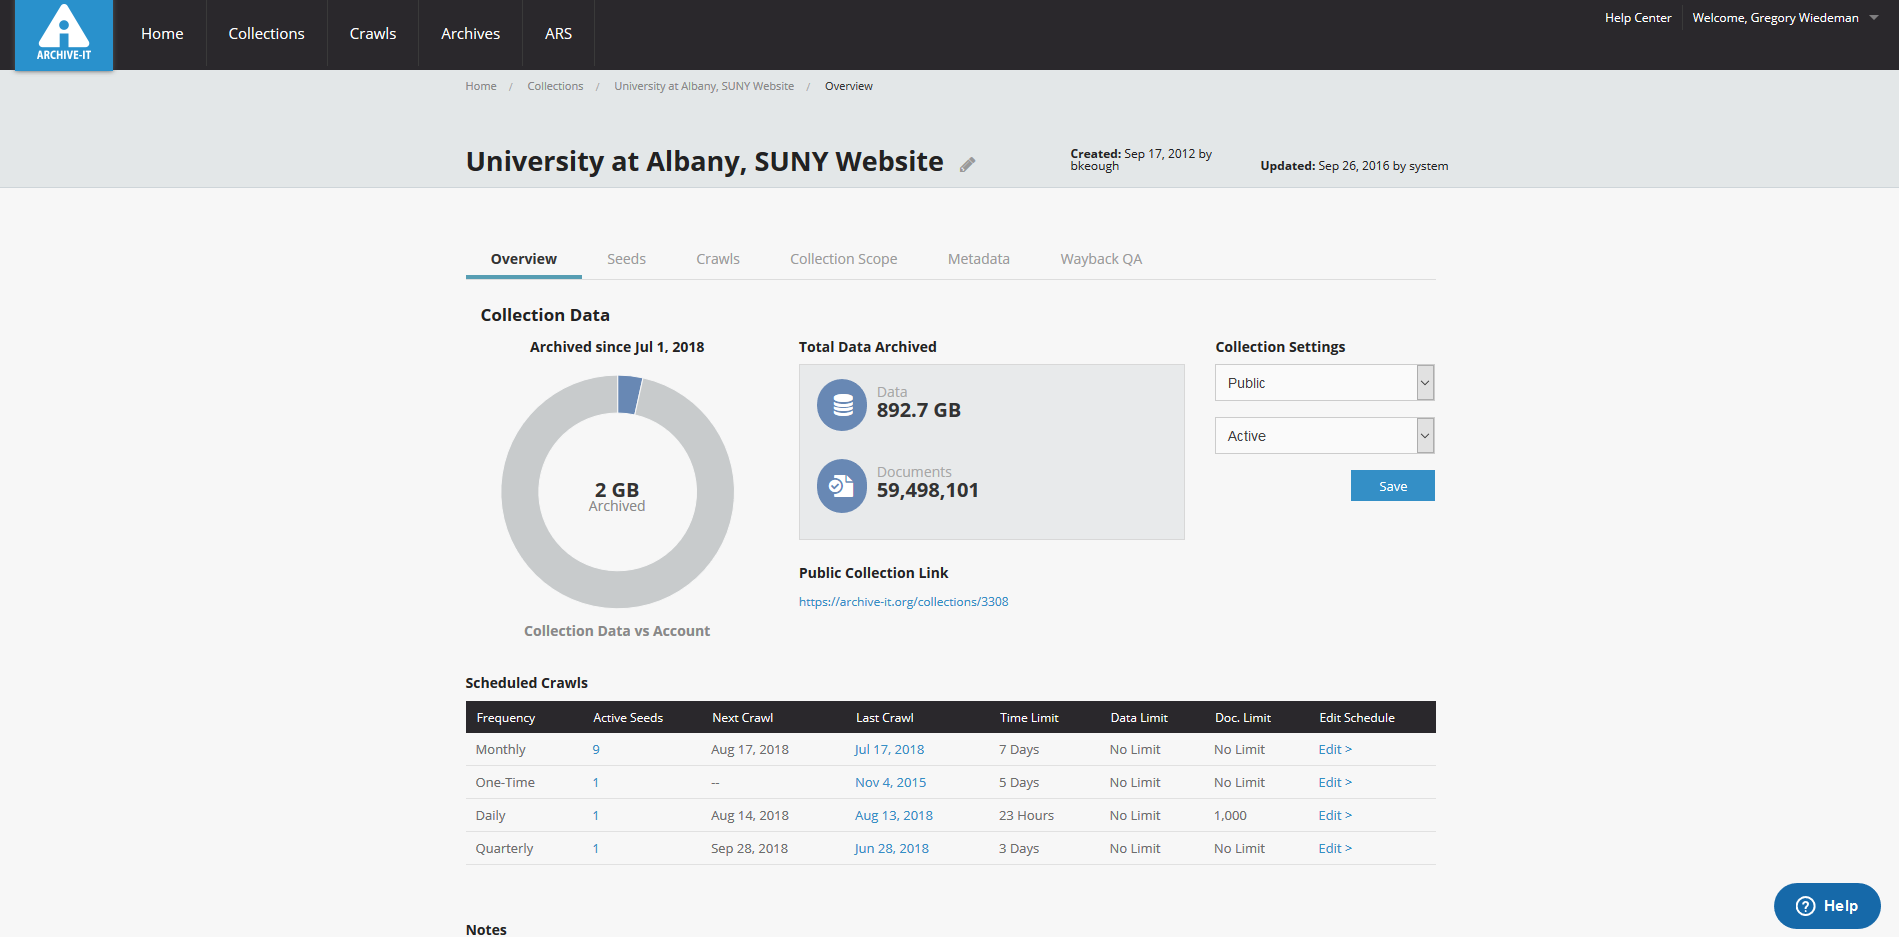 ARCHIVE-IT
Home Collections Crawls Archives ARS
Help Center Welcome, Gregory Wiedeman
Home / Collections / University at Albany, SUNY Website / Overview
University at Albany, SUNY Website
Created: Sep 17, 2012 by
bkeough
Updated: Sep 26, 2016 by system
Overview Seeds Crawls Collection Scope Metadata Wayback QA
Collection Data
Archived since Jul 1, 2018
2 GB
Archived
Collection Data vs Account
Total Data Archived
Data
892.7 GB
Documents
59,498,101
Public Collection Link
https://archive-it.org/collections/3308
Collection Settings
Public
Active
Save
Scheduled Crawls
Frequency Active Seeds Next Crawl Last Crawl Time Limit Data Limit Doc. Limit Edit Schedule
Monthly 9 Aug 17, 2018 Jul 17, 2018 7 Days No Limit No Limit Edit >
One-Time 1 -- Nov 4, 2015 5 Days No Limit No Limit Edit >
Daily 1 Aug 14, 2018 Aug 13, 2018 23 Hours No Limit 1,000 Edit >
Quarterly 1 Sep 28, 2018 Jun 28, 2018 3 Days No Limit No Limit Edit >
Notes
? Help